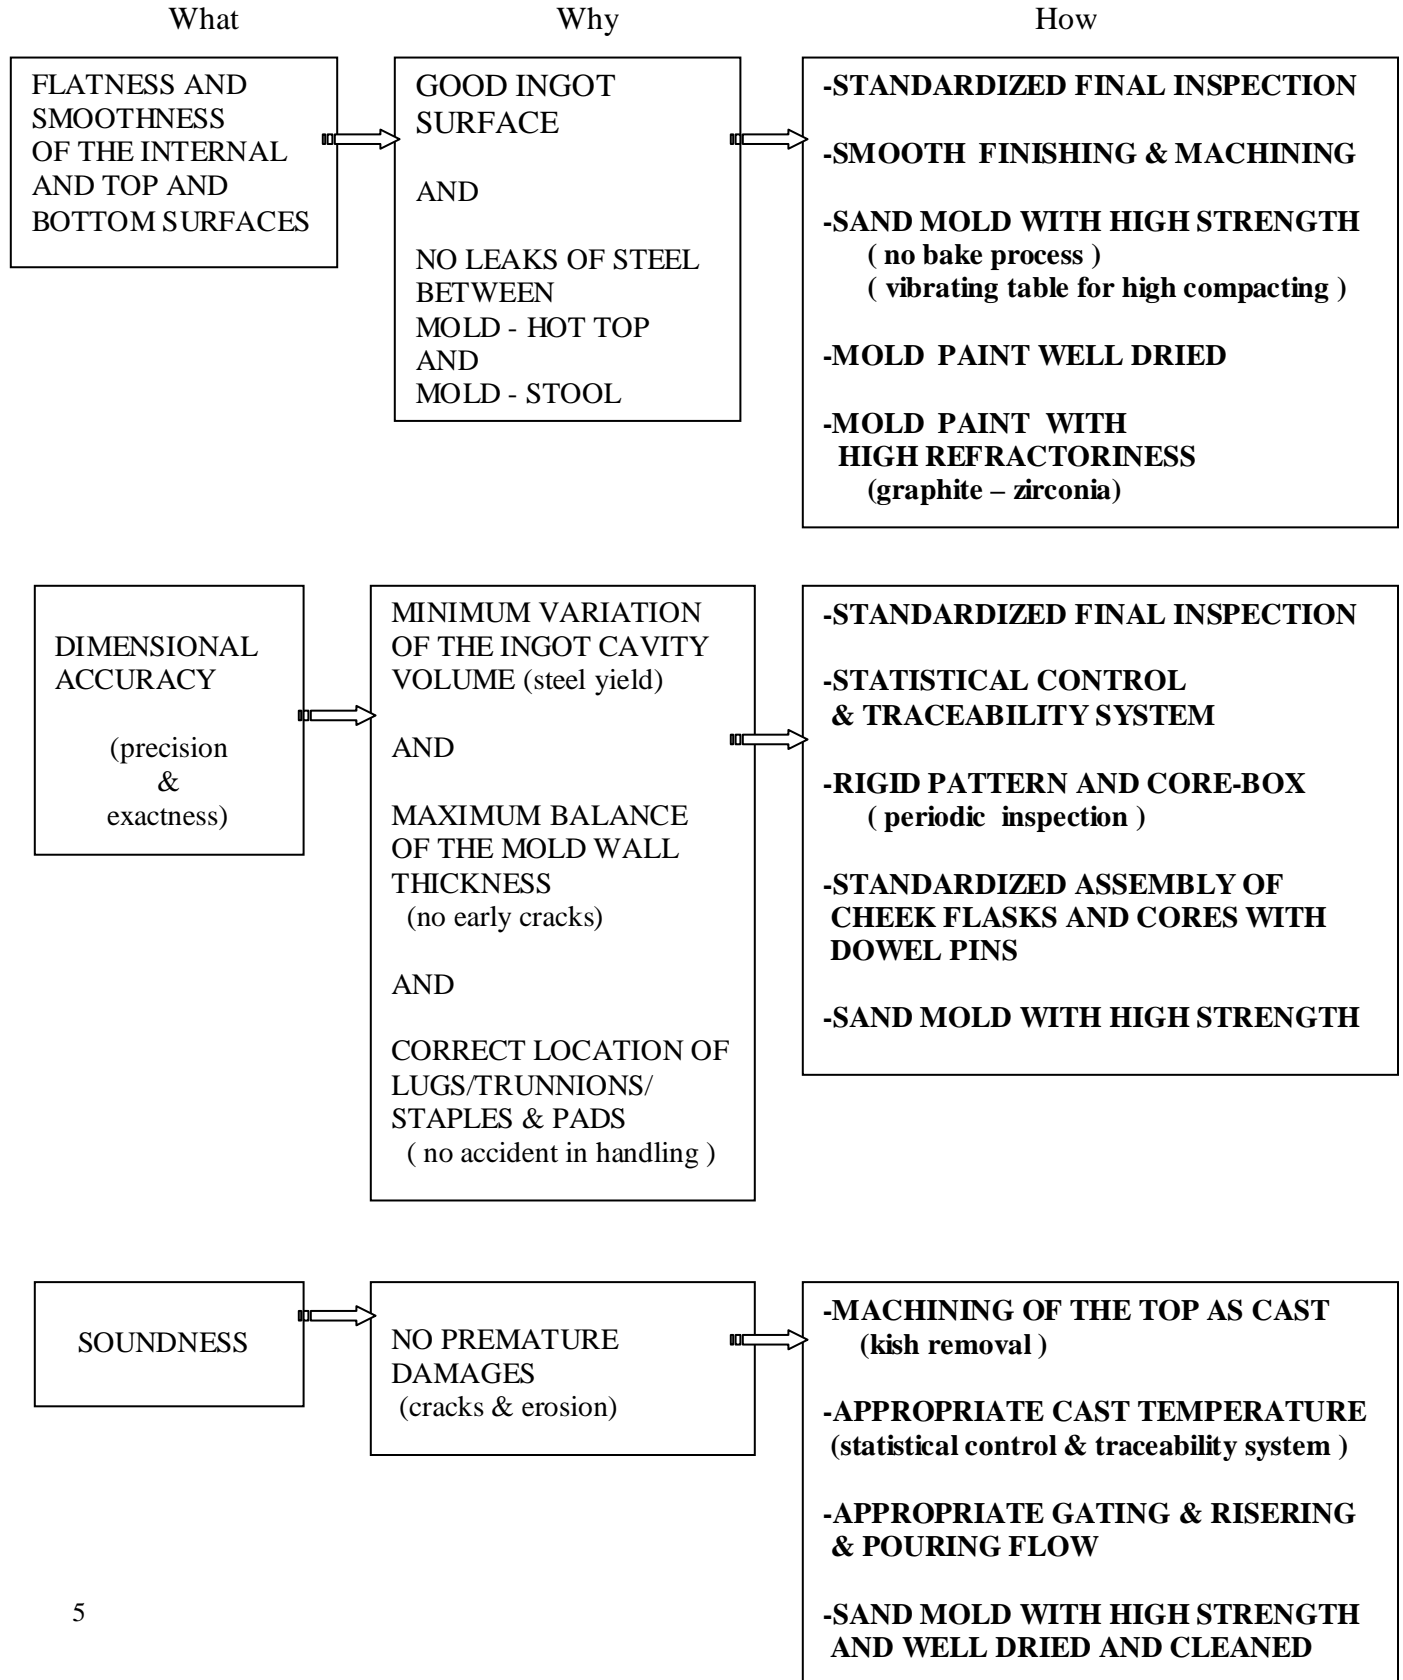 What
Why
How
FLATNESS AND
SMOOTHNESS
OF THE INTERNAL
AND TOP AND
BOTTOM SURFACES
GOOD INGOT
SURFACE
AND
NO LEAKS OF STEEL
BETWEEN
MOLD - HOT TOP
AND
MOLD - STOOL
-STANDARDIZED FINAL INSPECTION
-SMOOTH FINISHING & MACHINING
-SAND MOLD WITH HIGH STRENGTH
( no bake process )
( vibrating table for high compacting )
-MOLD PAINT WELL DRIED
-MOLD PAINT WITH
HIGH REFRACTORINESS
(graphite – zirconia)
DIMENSIONAL
ACCURACY
(precision
&
exactness)
MINIMUM VARIATION
OF THE INGOT CAVITY
VOLUME (steel yield)
AND
MAXIMUM BALANCE
OF THE MOLD WALL
THICKNESS
(no early cracks)
AND
CORRECT LOCATION OF
LUGS/TRUNNIONS/
STAPLES & PADS
( no accident in handling )
-STANDARDIZED FINAL INSPECTION
-STATISTICAL CONTROL
& TRACEABILITY SYSTEM
-RIGID PATTERN AND CORE-BOX
( periodic inspection )
-STANDARDIZED ASSEMBLY OF
CHEEK FLASKS AND CORES WITH
DOWEL PINS
-SAND MOLD WITH HIGH STRENGTH
SOUNDNESS
NO PREMATURE
DAMAGES
(cracks & erosion)
-MACHINING OF THE TOP AS CAST
(kish removal )
-APPROPRIATE CAST TEMPERATURE
(statistical control & traceability system )
-APPROPRIATE GATING & RISERING
& POURING FLOW
-SAND MOLD WITH HIGH STRENGTH
AND WELL DRIED AND CLEANED
5